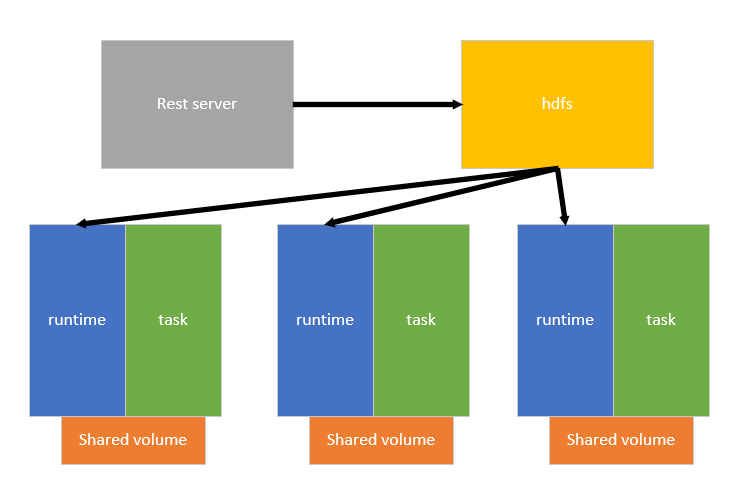 Rest server
hdfs
runtime
task
runtime
task
runtime
task
Shared volume
Shared volume
Shared volume